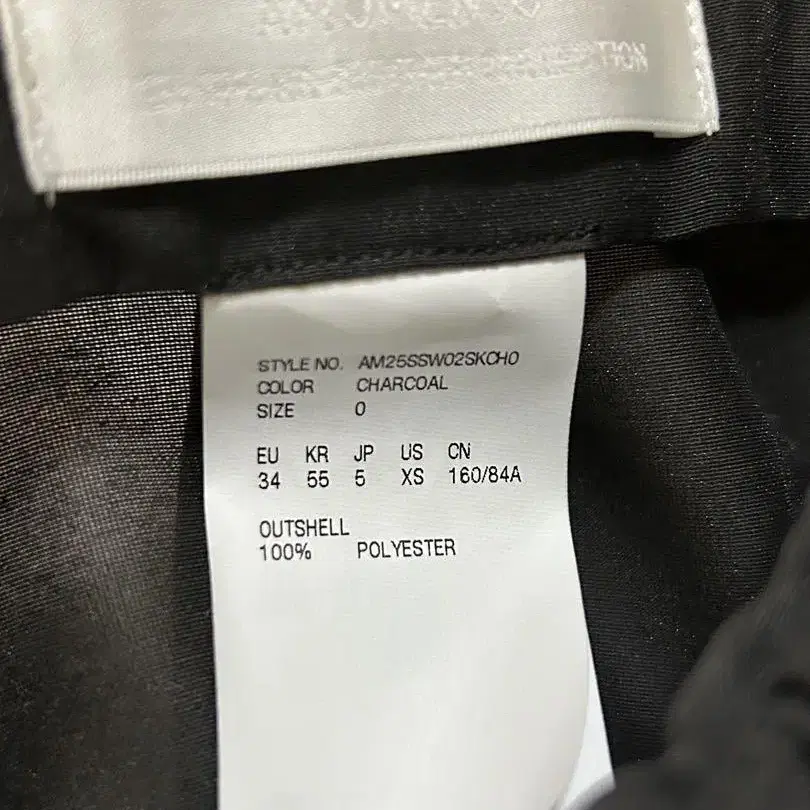 STYLE NO. AM25SSW02SKCH0
COLOR CHARCOAL
SIZE 0
EU KR JP US CN
34 55 5 XS 160/84A
OUTSHELL
100% POLYESTER